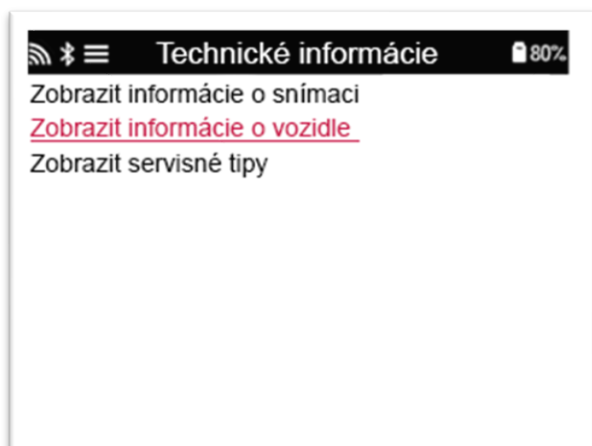 Technické informácie 80%
Zobrazit informácie o snímaci
Zobrazit informácie o vozidle
Zobrazit servisné tipy